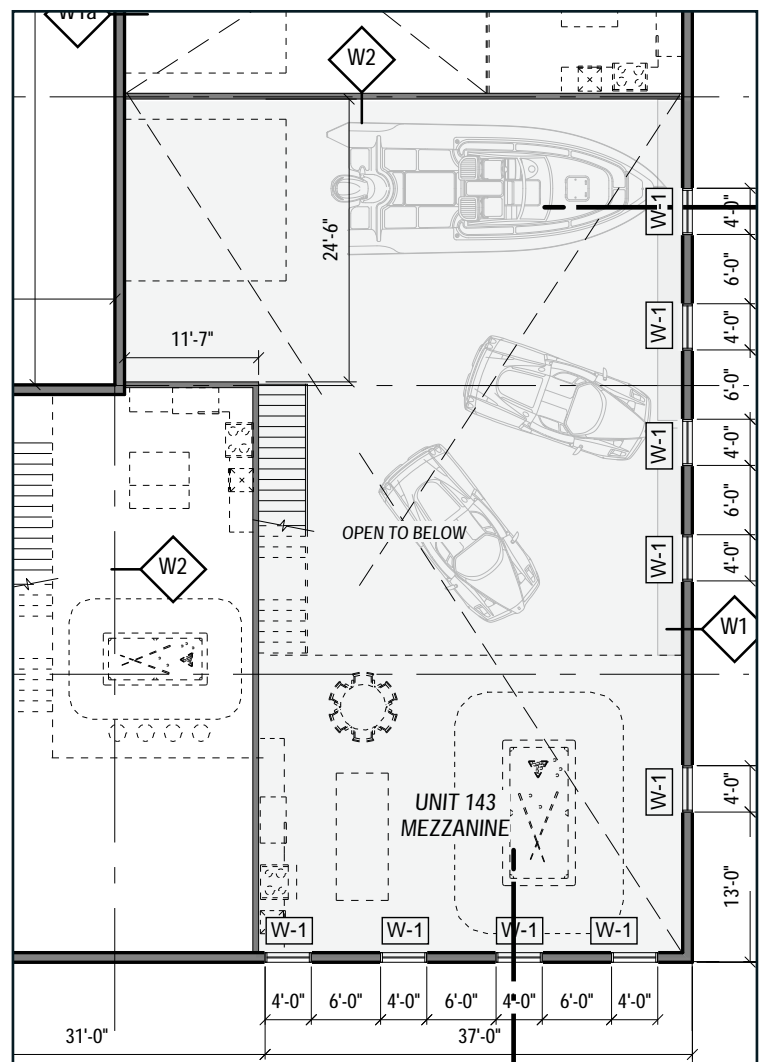 W1a
W2
W-1
4'-0"
24'-6"
6'-0"
11'-7"
W-1
4'-0"
6'-0"
W-1
4'-0"
OPEN TO BELOW
6'-0"
W2
W-1
4'-0"
W1
UNIT 143
MEZZANINE
W-1
4'-0"
13'-0"
W-1
W-1
W-1
W-1
4'-0"
6'-0"
4'-0"
6'-0"
4'-0"
6'-0"
4'-0"
31'-0"
37'-0"